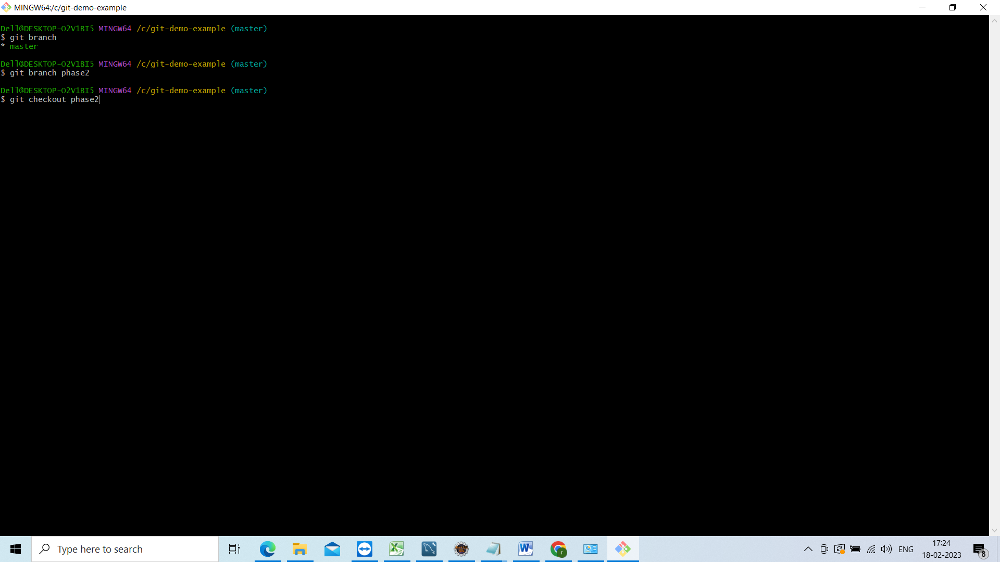 MINGW64:/c/git-demo-example
Dell@DESKTOP-O2V1BI5 MINGW64 /c/git-demo-example (master)
$ git branch
* master
Dell@DESKTOP-O2V1BI5 MINGW64 /c/git-demo-example (master)
$ git branch phase2
Dell@DESKTOP-O2V1BI5 MINGW64 /c/git-demo-example (master)
$ git checkout phase2
Type here to search
ENG
17:24
18-02-2023
8